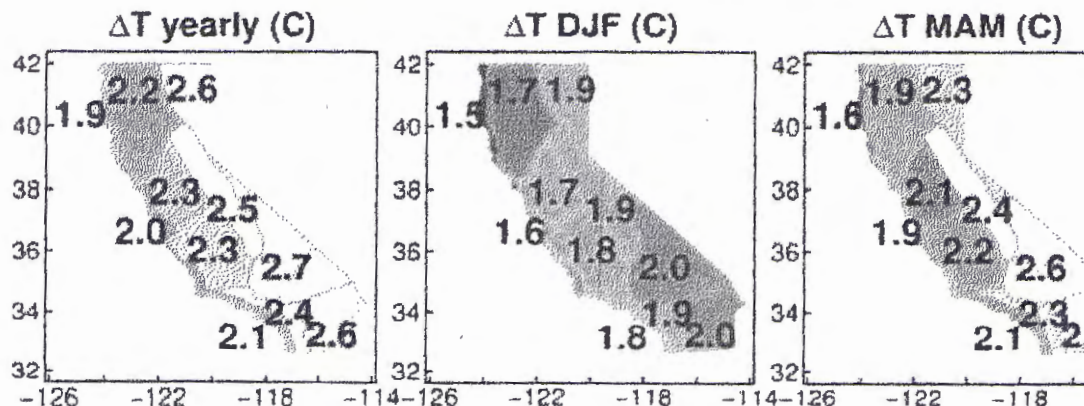 ΔT yearly (C) ΔT DJF (C) ΔT MAM (C)
42 42 42
2.2 2.6 1.7 1.9 1.9 2.3
1.9 1.5 1.6
40 40 40
38 38 38
2.3 2.5 1.7 1.9 2.1 2.4
2.0 2.3 1.6 1.8 1.9 2.2
36 36 36
2.7 2.0 2.6
34 34 34
2.4 1.9 2.3
2.1 2.6 1.8 2.0 2.1
32 32 32
-126 -122 -118 -114 -126 -122 -118 -114 -126 -122 -118